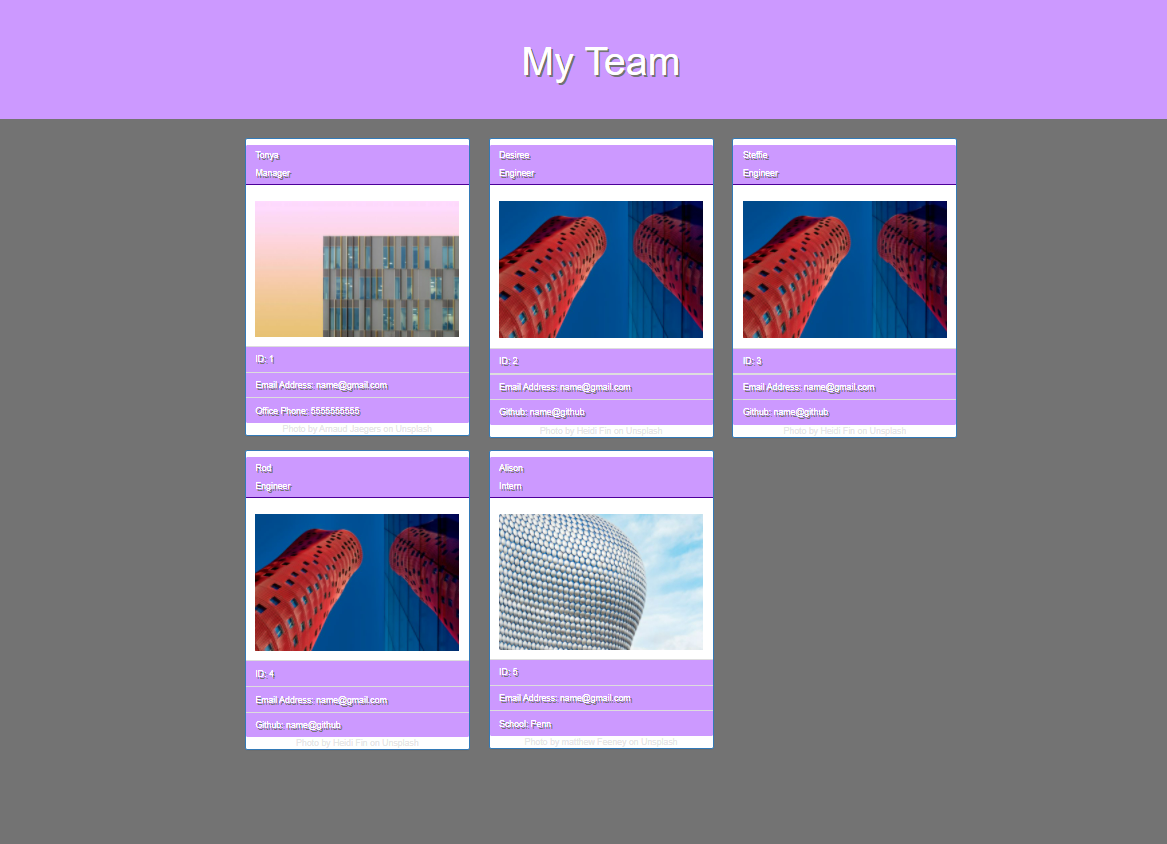 My Team
Tonya
Manager
ID: 1
Email Address: name@gmail.com
Office Phone: 5555555555
Photo by Arnaud Jaegers on Unsplash
Desiree
Engineer
ID: 2
Email Address: name@gmail.com
Github: name@github
Photo by Heidi Fin on Unsplash
Steffie
Engineer
ID: 3
Email Address: name@gmail.com
Github: name@github
Photo by Heidi Fin on Unsplash
Rod
Engineer
ID: 4
Email Address: name@gmail.com
Github: name@github
Photo by Heidi Fin on Unsplash
Alison
Intern
ID: 5
Email Address: name@gmail.com
School: Penn
Photo by matthew Feeney on Unsplash